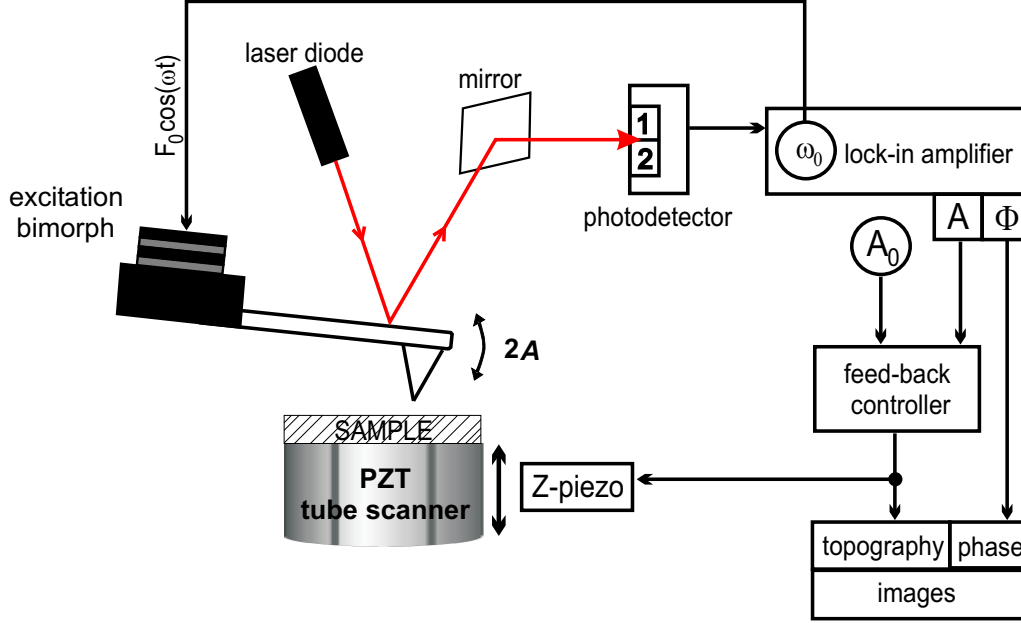 laser diode
mirror
F₀cos(ωt)
1
2
ω₀
lock-in amplifier
excitation
bimorph
photodetector
A
Φ
A₀
2A
feed-back
controller
SAMPLE
PZT
tube scanner
Z-piezo
topography
phase
images